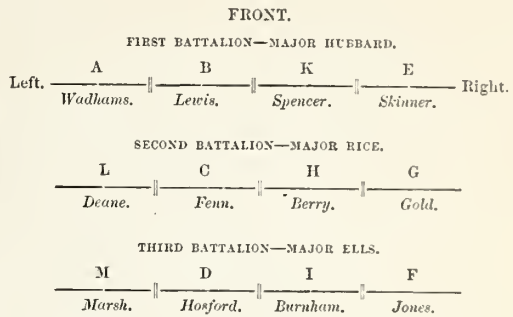 FRONT.
FIRST BATTALION—MAJOR HUBBARD.
A B K E
Left. Right.
Wadhams. Lewis. Spencer. Skinner.
SECOND BATTALION—MAJOR RICE.
L C H G
Deane. Fenn. Berry. Gold.
THIRD BATTALION—MAJOR ELLS.
M D I F
Marsh. Hosford. Burnham. Jones.